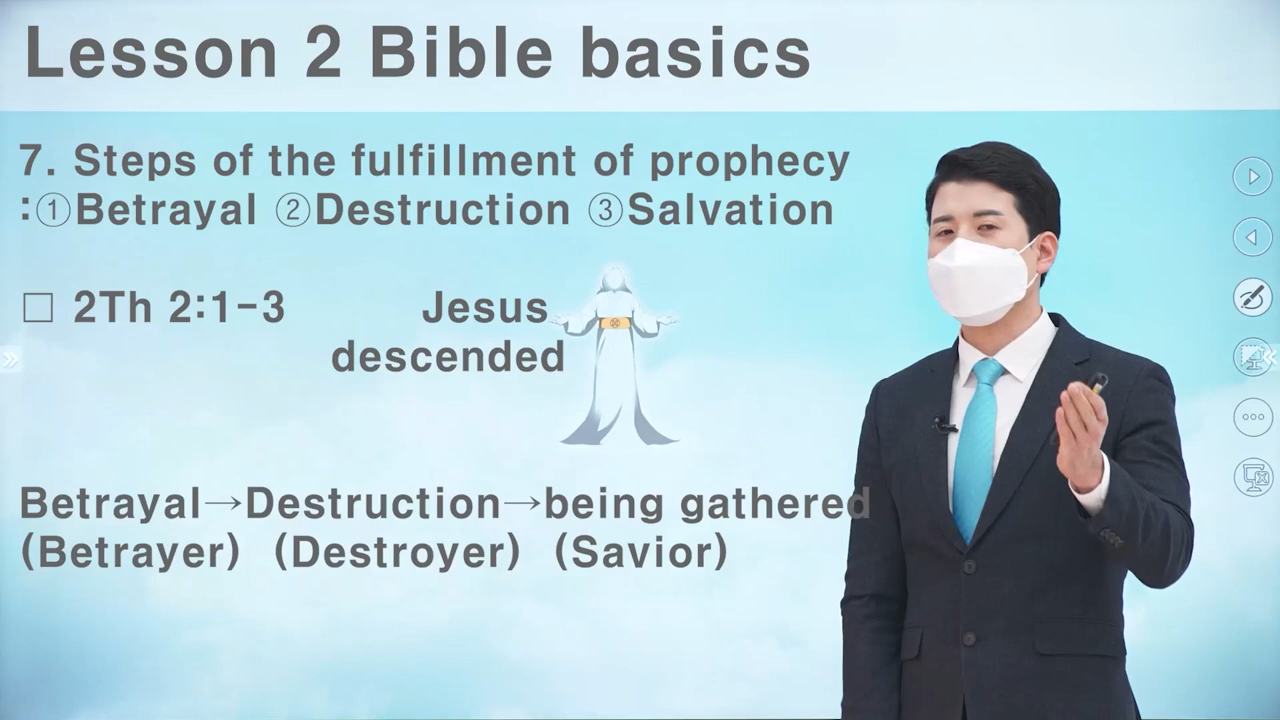 Lesson 2 Bible basics
7. Steps of the fulfillment of prophecy
:①Betrayal ②Destruction ③Salvation
□ 2Th 2:1-3
Jesus
descended
Betrayal→Destruction→being gathered
(Betrayer) (Destroyer) (Savior)